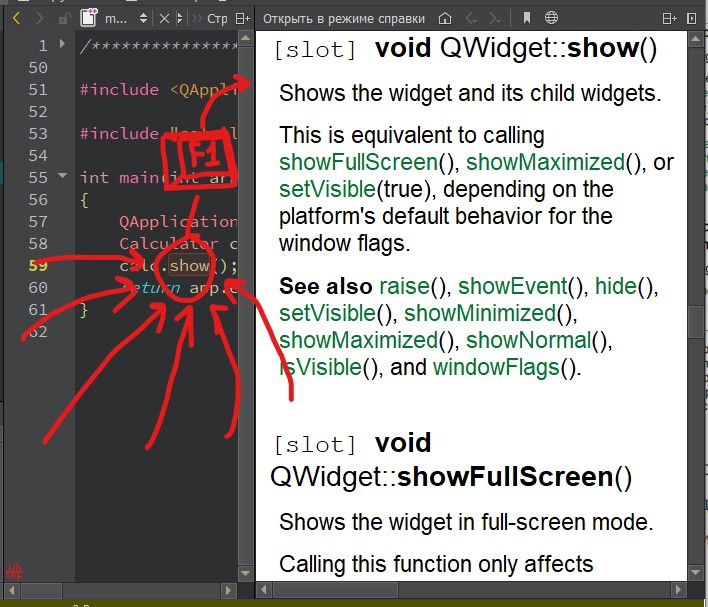 m...
Стр
Открыть в режиме справки
1 /****************
50
51 #include <QAppl
52
53 #include
54
55 int main(int ar
56 {
57 QApplication
58 Calculator c
59 calc.show();
60 return app.e
61 }
62
F1
[slot] void QWidget::show()
Shows the widget and its child widgets.
This is equivalent to calling
showFullScreen(), showMaximized(), or
setVisible(true), depending on the
platform's default behavior for the
window flags.
See also raise(), showEvent(), hide(),
setVisible(), showMinimized(),
showMaximized(), showNormal(),
isVisible(), and windowFlags().
[slot] void
QWidget::showFullScreen()
Shows the widget in full-screen mode.
Calling this function only affects